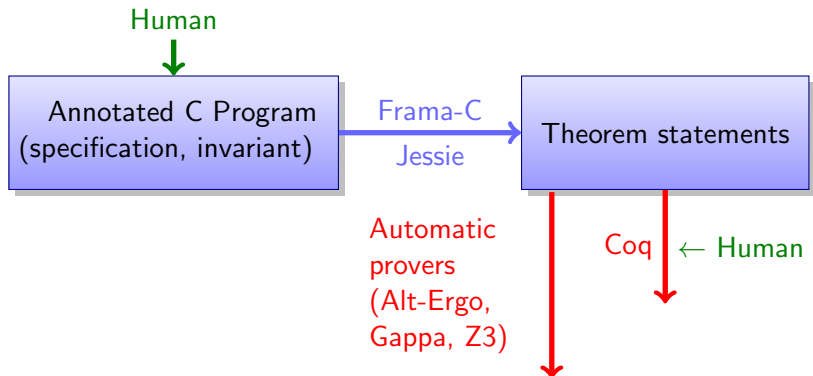 Human
Annotated C Program
(specification, invariant)
Frama-C
Jessie
Theorem statements
Automatic
provers
(Alt-Ergo,
Gappa, Z3)
Coq
← Human